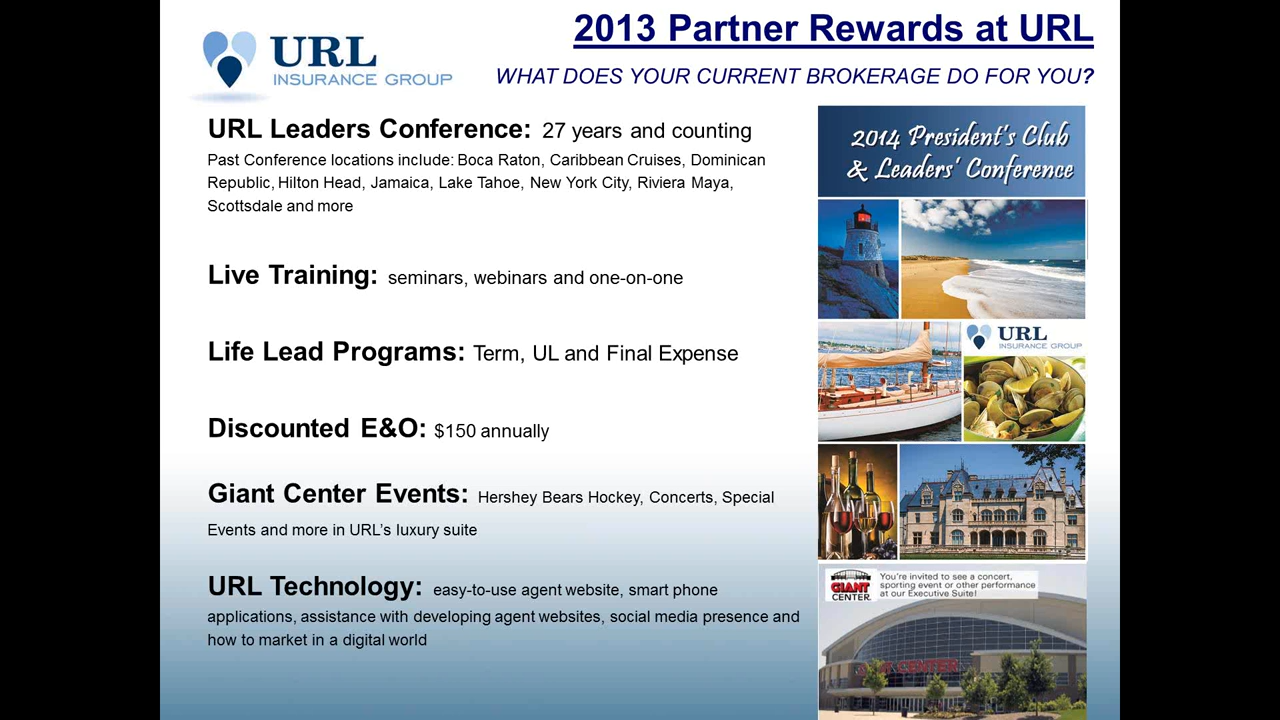 URL
INSURANCE GROUP
2013 Partner Rewards at URL
WHAT DOES YOUR CURRENT BROKERAGE DO FOR YOU?
URL Leaders Conference: 27 years and counting
Past Conference locations include: Boca Raton, Caribbean Cruises, Dominican
Republic, Hilton Head, Jamaica, Lake Tahoe, New York City, Riviera Maya,
Scottsdale and more
Live Training: seminars, webinars and one-on-one
Life Lead Programs: Term, UL and Final Expense
Discounted E&O: $150 annually
Giant Center Events: Hershey Bears Hockey, Concerts, Special
Events and more in URL’s luxury suite
URL Technology: easy-to-use agent website, smart phone
applications, assistance with developing agent websites, social media presence and
how to market in a digital world
2014 President's Club
& Leaders' Conference
URL
INSURANCE GROUP
GIANT
CENTER
You're invited to see a concert,
sporting event or other performance
at our Executive Suite!
CENTER